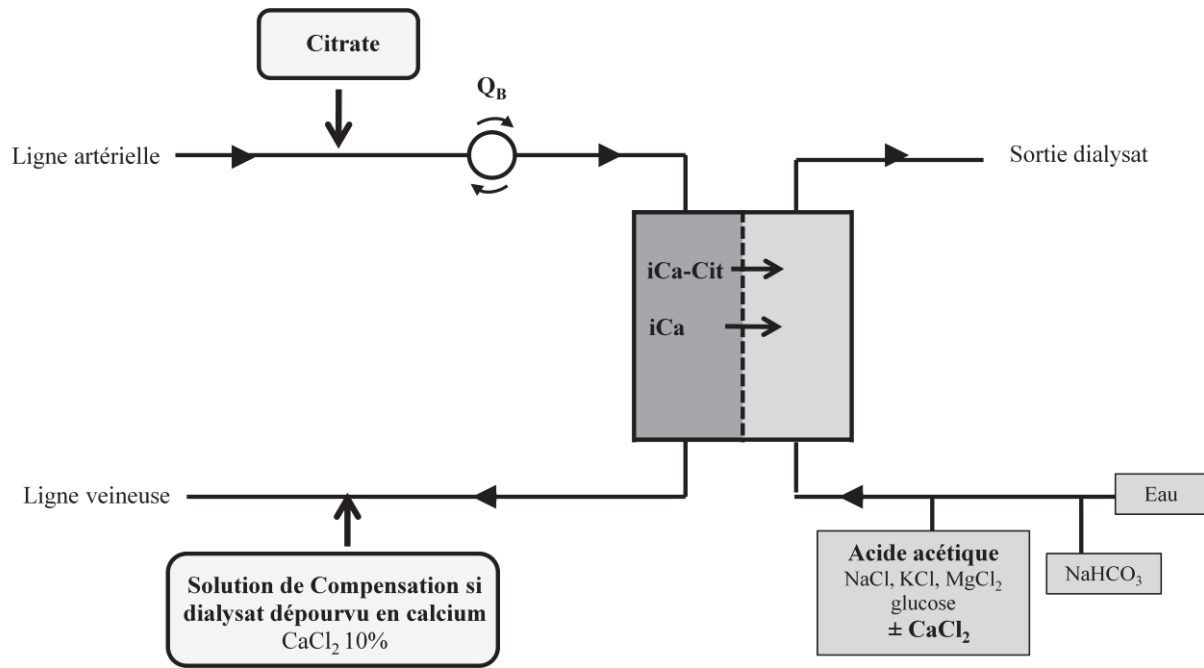 Citrate
Q_B
Ligne artérielle
Sortie dialysat
iCa-Cit
iCa
Ligne veineuse
Eau
Solution de Compensation si
dialysat dépourvu en calcium
CaCl₂ 10%
Acide acétique
NaCl, KCl, MgCl₂
glucose
± CaCl₂
NaHCO₃